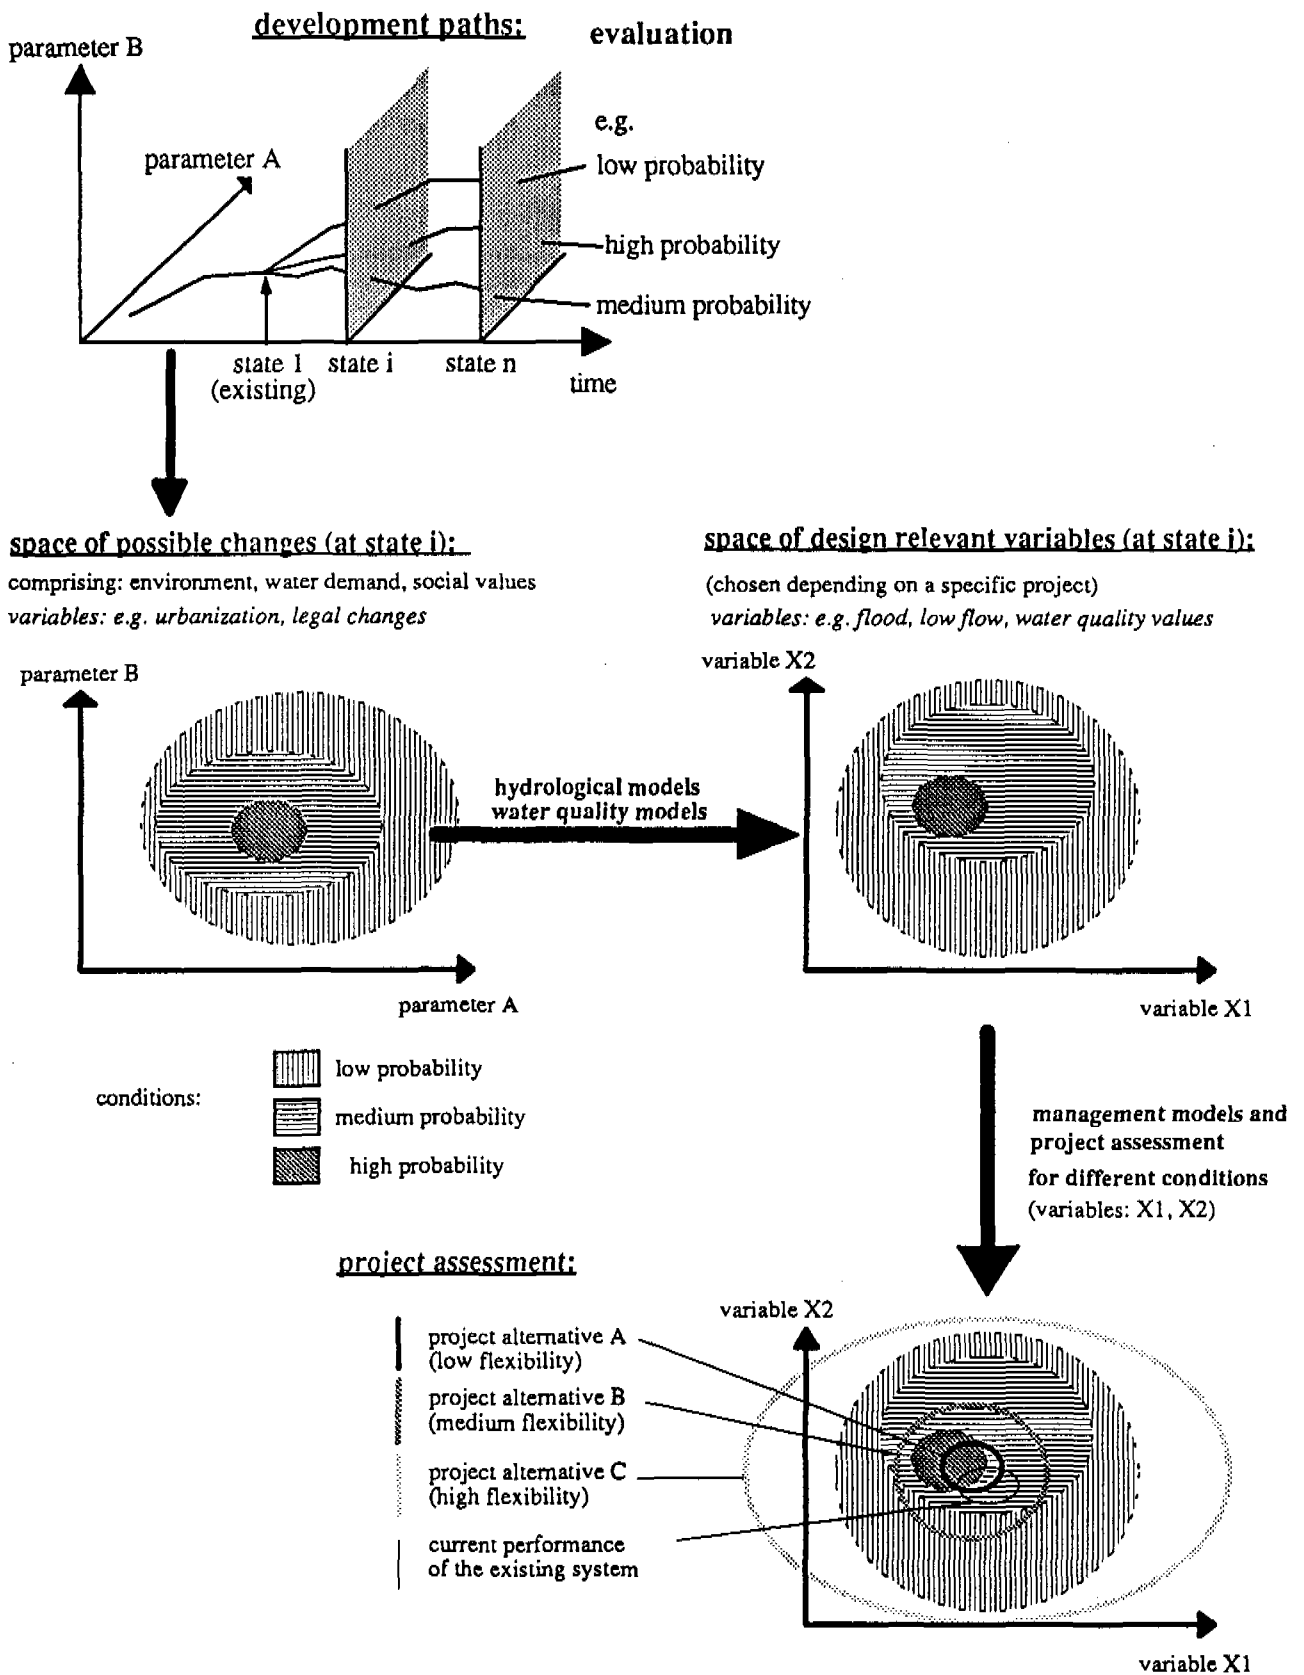 development paths:
evaluation
parameter B
parameter A
e.g.
low probability
high probability
medium probability
state 1
(existing)
state i
state n
time
space of possible changes (at state i):
comprising: environment, water demand, social values
variables: e.g. urbanization, legal changes
space of design relevant variables (at state i):
(chosen depending on a specific project)
variables: e.g. flood, low flow, water quality values
parameter B
parameter A
hydrological models
water quality models
variable X2
variable X1
conditions:
low probability
medium probability
high probability
management models and
project assessment
for different conditions
(variables: X1, X2)
project assessment:
project alternative A
(low flexibility)
project alternative B
(medium flexibility)
project alternative C
(high flexibility)
current performance
of the existing system
variable X2
variable X1